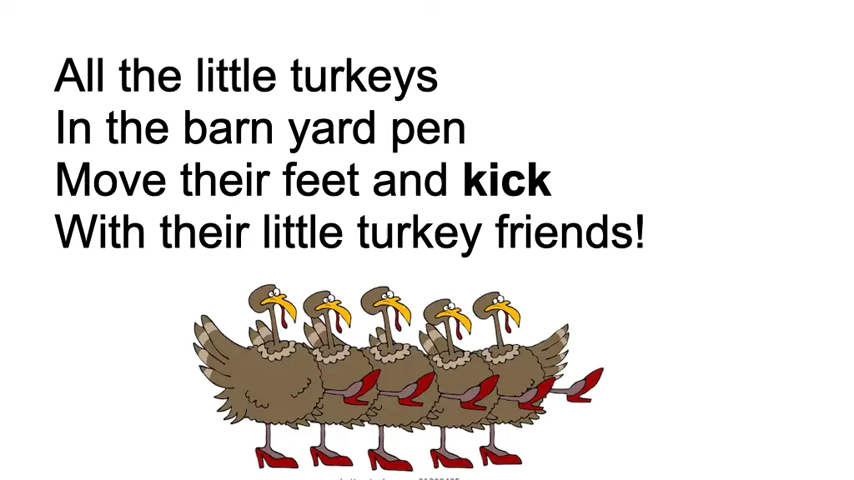 All the little turkeys
In the barn yard pen
Move their feet and kick
With their little turkey friends!